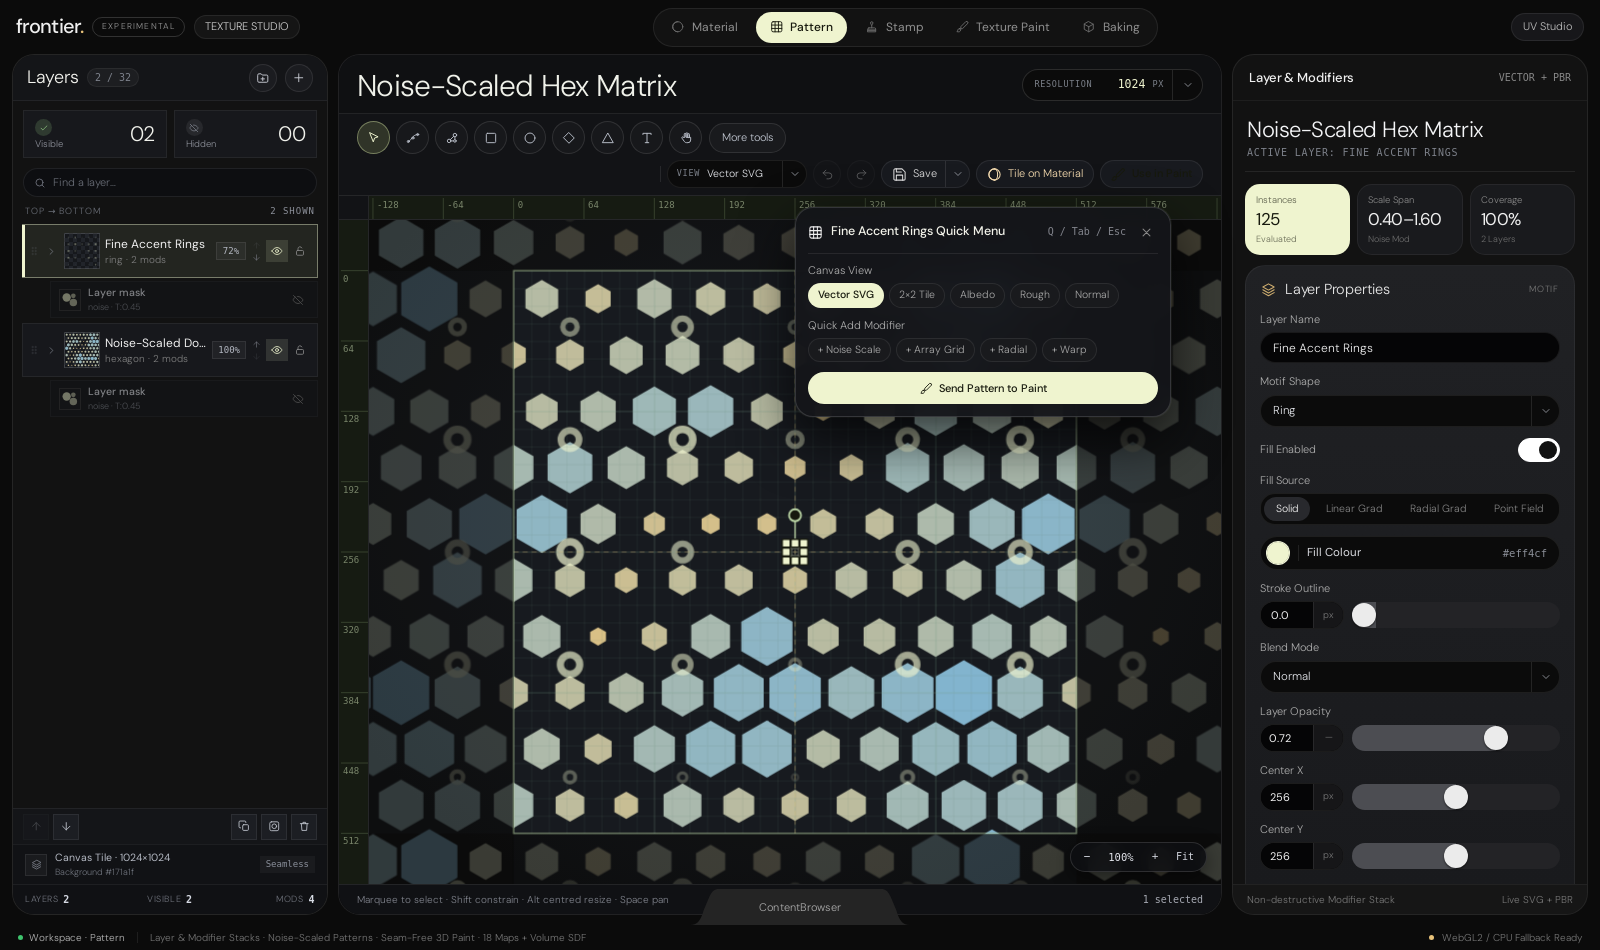 frontier.
EXPERIMENTAL
TEXTURE STUDIO
Material
Pattern
Stamp
Texture Paint
Baking
UV Studio
Layers
2 / 32
Visible
02
Hidden
00
Find a layer...
TOP → BOTTOM
2 SHOWN
Fine Accent Rings
ring · 2 mods
72%
Layer mask
noise · T:0.45
Noise-Scaled Do...
hexagon · 2 mods
100%
Layer mask
noise · T:0.45
Canvas Tile · 1024×1024
Background #171a1f
Seamless
LAYERS 2
VISIBLE 2
MODS 4
Noise-Scaled Hex Matrix
RESOLUTION 1024 PX
More tools
VIEW Vector SVG
Save
Tile on Material
-128 -64 0 64 128 192 256 320 384 448 512 576
0
64
128
192
256
320
384
448
512
Fine Accent Rings Quick Menu
Q / Tab / Esc
Canvas View
Vector SVG
2×2 Tile
Albedo
Rough
Normal
Quick Add Modifier
+ Noise Scale
+ Array Grid
+ Radial
+ Warp
Send Pattern to Paint
− 100% + Fit
Marquee to select · Shift constrain · Alt centred resize · Space pan
1 selected
ContentBrowser
Layer & Modifiers
VECTOR + PBR
Noise-Scaled Hex Matrix
ACTIVE LAYER: FINE ACCENT RINGS
Instances
125
Evaluated
Scale Span
0.40–1.60
Noise Mod
Coverage
100%
2 Layers
Layer Properties
MOTIF
Layer Name
Fine Accent Rings
Motif Shape
Ring
Fill Enabled
Fill Source
Solid
Linear Grad
Radial Grad
Point Field
Fill Colour
#eff4cf
Stroke Outline
0.0 px
Blend Mode
Normal
Layer Opacity
0.72 —
Center X
256 px
Center Y
256 px
Non-destructive Modifier Stack
Live SVG + PBR
Workspace · Pattern
Layer & Modifier Stacks · Noise-Scaled Patterns · Seam-Free 3D Paint · 18 Maps + Volume SDF
WebGL2 / CPU Fallback Ready